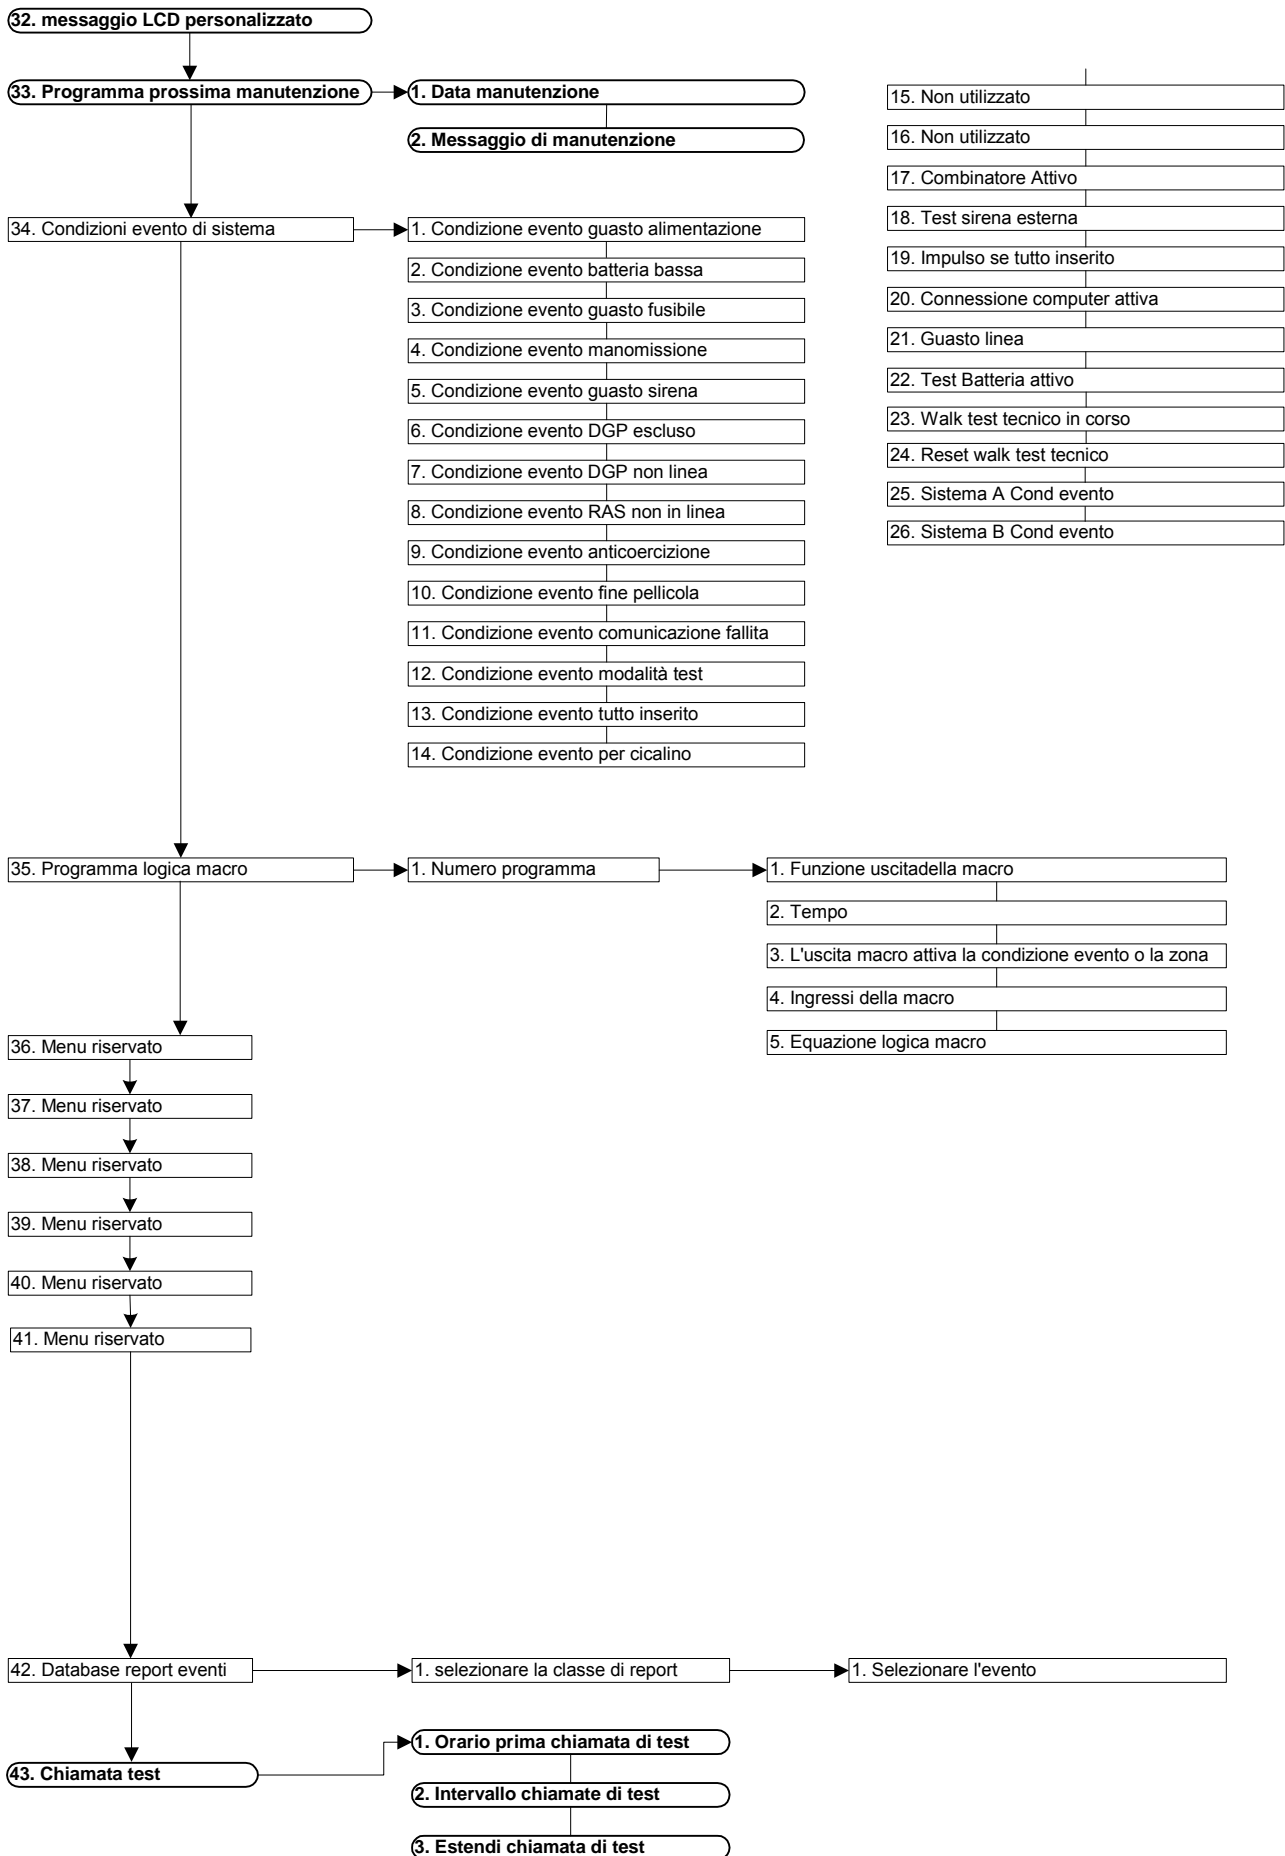 32. messaggio LCD personalizzato
33. Programma prossima manutenzione
1. Data manutenzione
2. Messaggio di manutenzione
34. Condizioni evento di sistema
1. Condizione evento guasto alimentazione
2. Condizione evento batteria bassa
3. Condizione evento guasto fusibile
4. Condizione evento manomissione
5. Condizione evento guasto sirena
6. Condizione evento DGP escluso
7. Condizione evento DGP non linea
8. Condizione evento RAS non in linea
9. Condizione evento anticoercizione
10. Condizione evento fine pellicola
11. Condizione evento comunicazione fallita
12. Condizione evento modalità test
13. Condizione evento tutto inserito
14. Condizione evento per cicalino
15. Non utilizzato
16. Non utilizzato
17. Combinatore Attivo
18. Test sirena esterna
19. Impulso se tutto inserito
20. Connessione computer attiva
21. Guasto linea
22. Test Batteria attivo
23. Walk test tecnico in corso
24. Reset walk test tecnico
25. Sistema A Cond evento
26. Sistema B Cond evento
35. Programma logica macro
1. Numero programma
1. Funzione uscitadella macro
2. Tempo
3. L'uscita macro attiva la condizione evento o la zona
4. Ingressi della macro
5. Equazione logica macro
36. Menu riservato
37. Menu riservato
38. Menu riservato
39. Menu riservato
40. Menu riservato
41. Menu riservato
42. Database report eventi
1. selezionare la classe di report
1. Selezionare l'evento
43. Chiamata test
1. Orario prima chiamata di test
2. Intervallo chiamate di test
3. Estendi chiamata di test